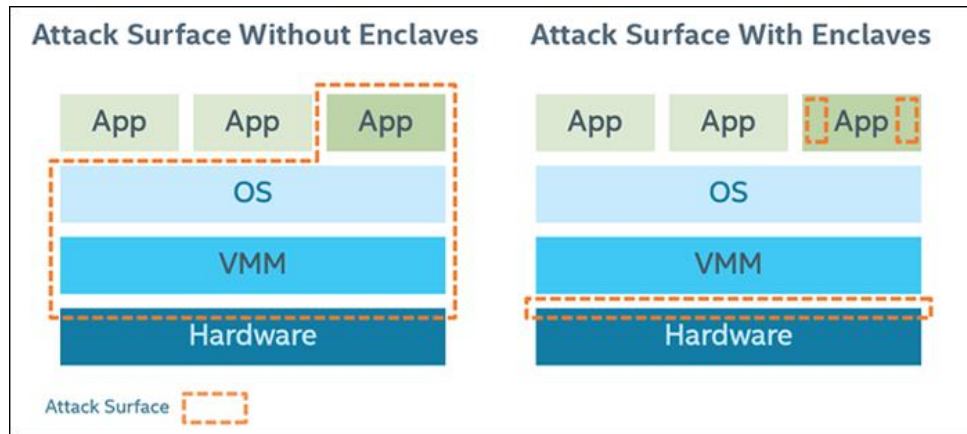 Attack Surface Without Enclaves
App
App
App
OS
VMM
Hardware
Attack Surface
Attack Surface With Enclaves
App
App
App
OS
VMM
Hardware